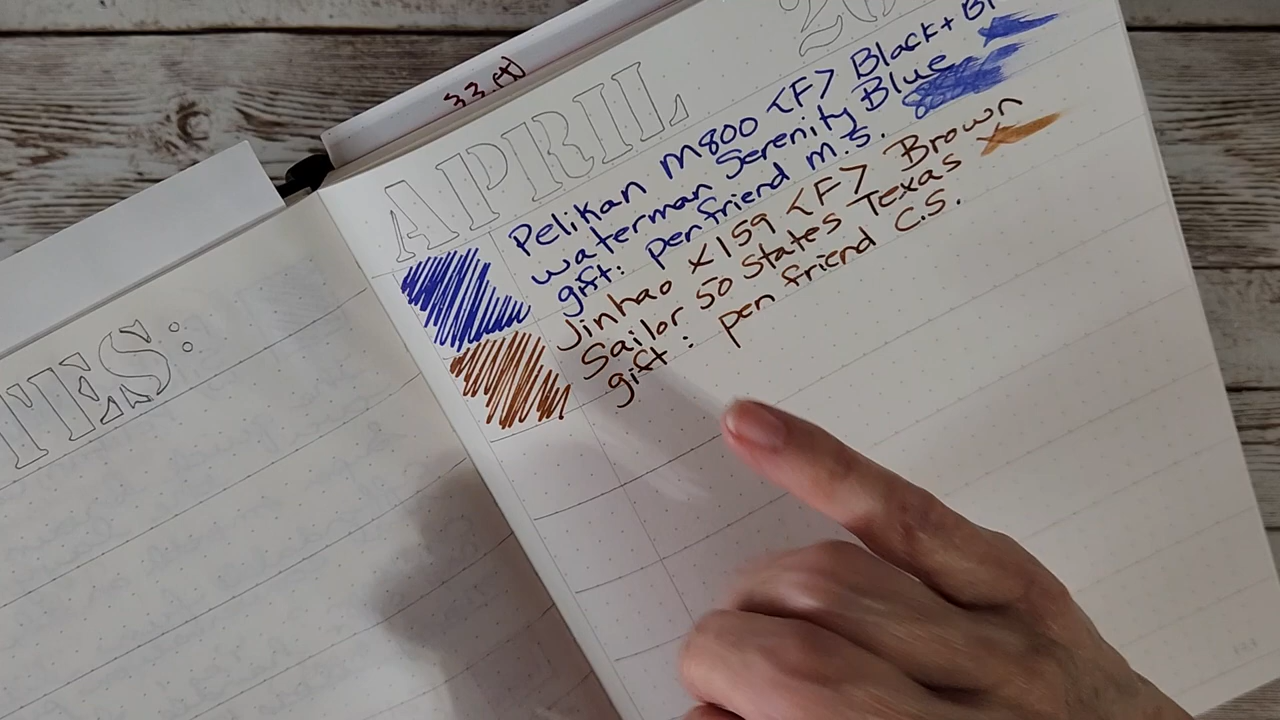 33.(4)
APRIL
Pelikan M800 <F> Black +
Waterman Serenity Blue
gift: pen friend M.S.
Jinhao X159 <F> Brown
Sailor 50 States Texas
gift: pen friend C.S.
TES: